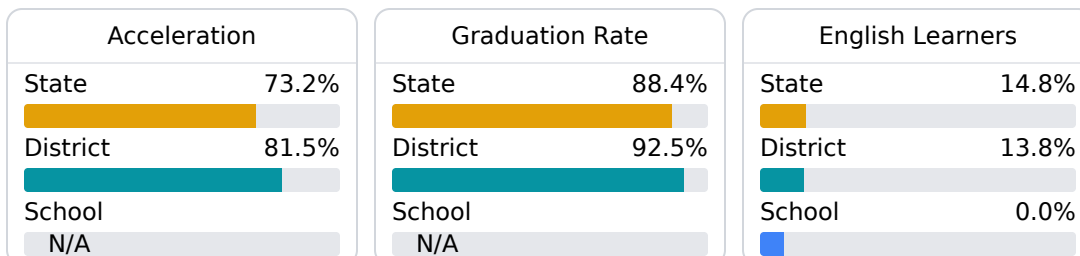 Acceleration
State 73.2%
District 81.5%
School
N/A
Graduation Rate
State 88.4%
District 92.5%
School
N/A
English Learners
State 14.8%
District 13.8%
School 0.0%